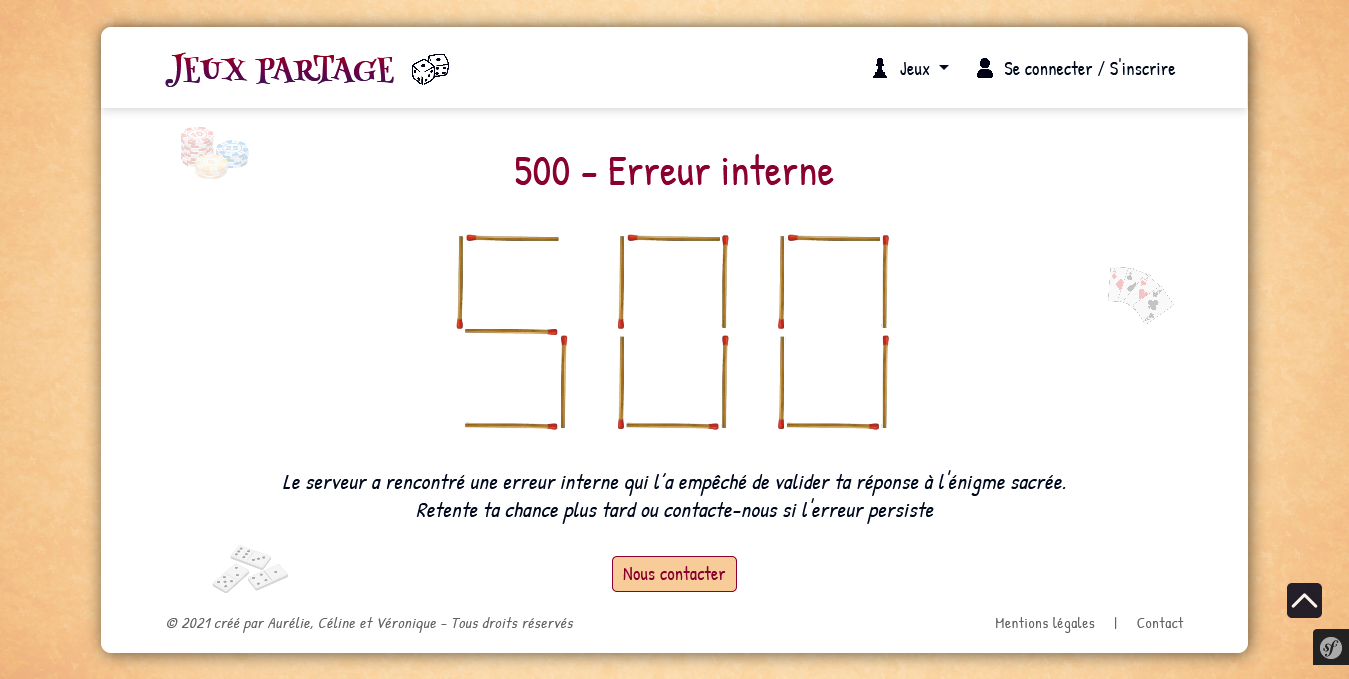 JEUX PARTAGE
Jeux
Se connecter / S'inscrire
500 - Erreur interne
500
Le serveur a rencontré une erreur interne qui l'a empêché de valider ta réponse à l'énigme sacrée.
Retente ta chance plus tard ou contacte-nous si l'erreur persiste
Nous contacter
© 2021 créé par Aurélie, Céline et Véronique - Tous droits réservés
Mentions légales | Contact
sf